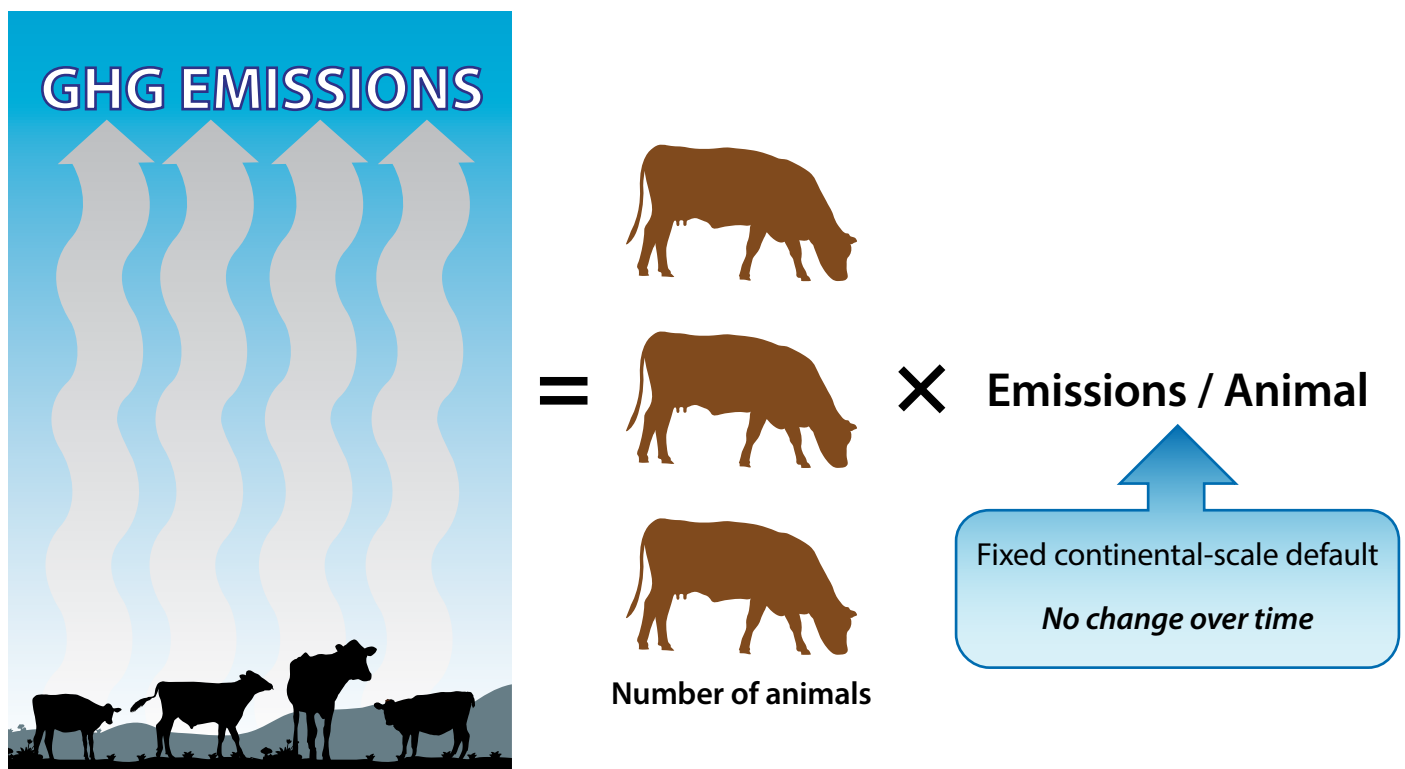 GHG EMISSIONS
=
Number of animals
×
Emissions / Animal
Fixed continental-scale default
No change over time